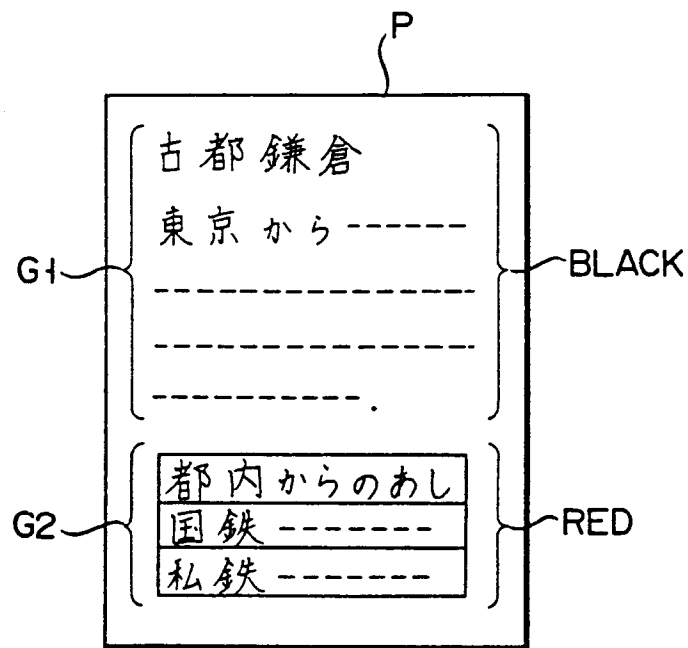 P
古都鎌倉
東京から-------
G1
BLACK
都内からのあし
国鉄-------
G2
RED
私鉄-------